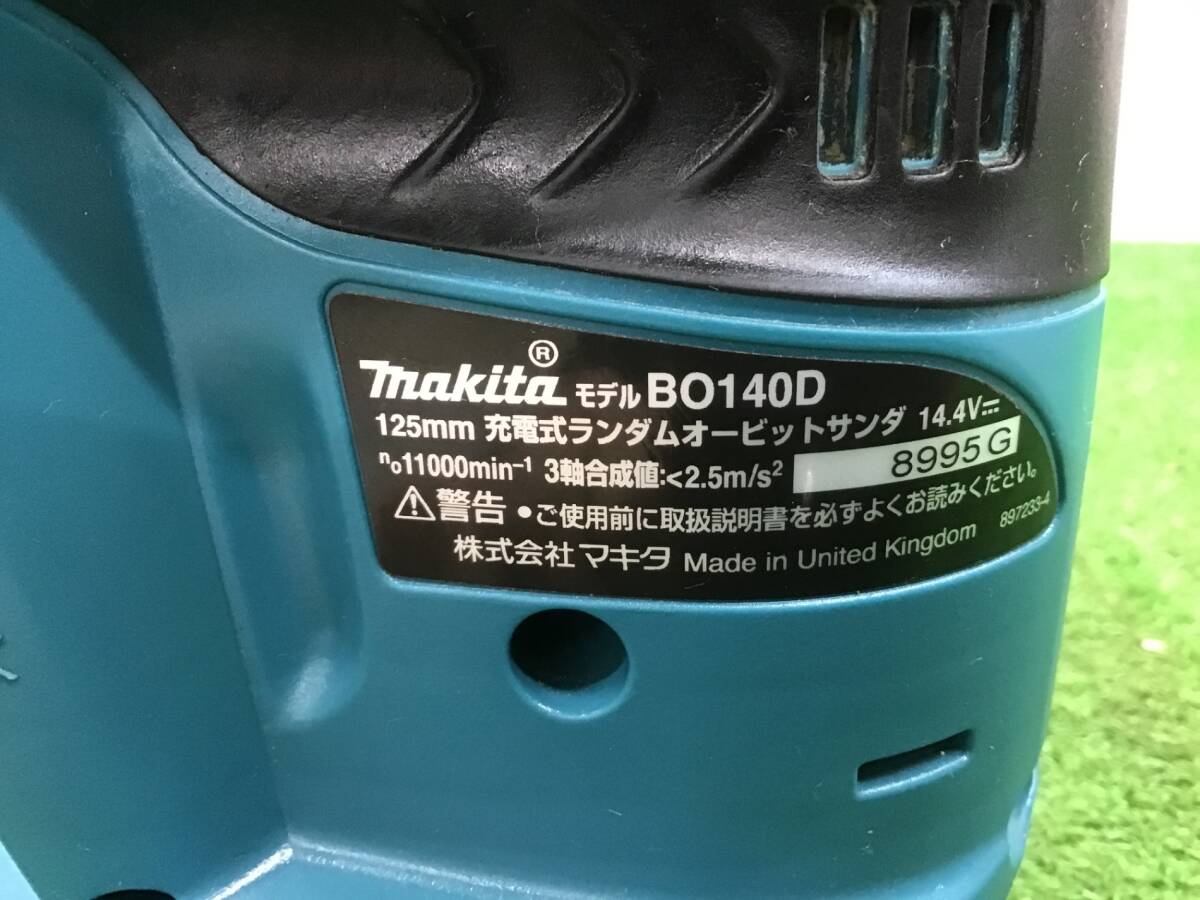 makita® モデル BO140D
125mm 充電式ランダムオービットサンダ 14.4V⎓
n₀11000min⁻¹ 3軸合成値:<2.5m/s² 8995G
⚠警告 •ご使用前に取扱説明書を必ずよくお読みください。
株式会社マキタ Made in United Kingdom 897233-4